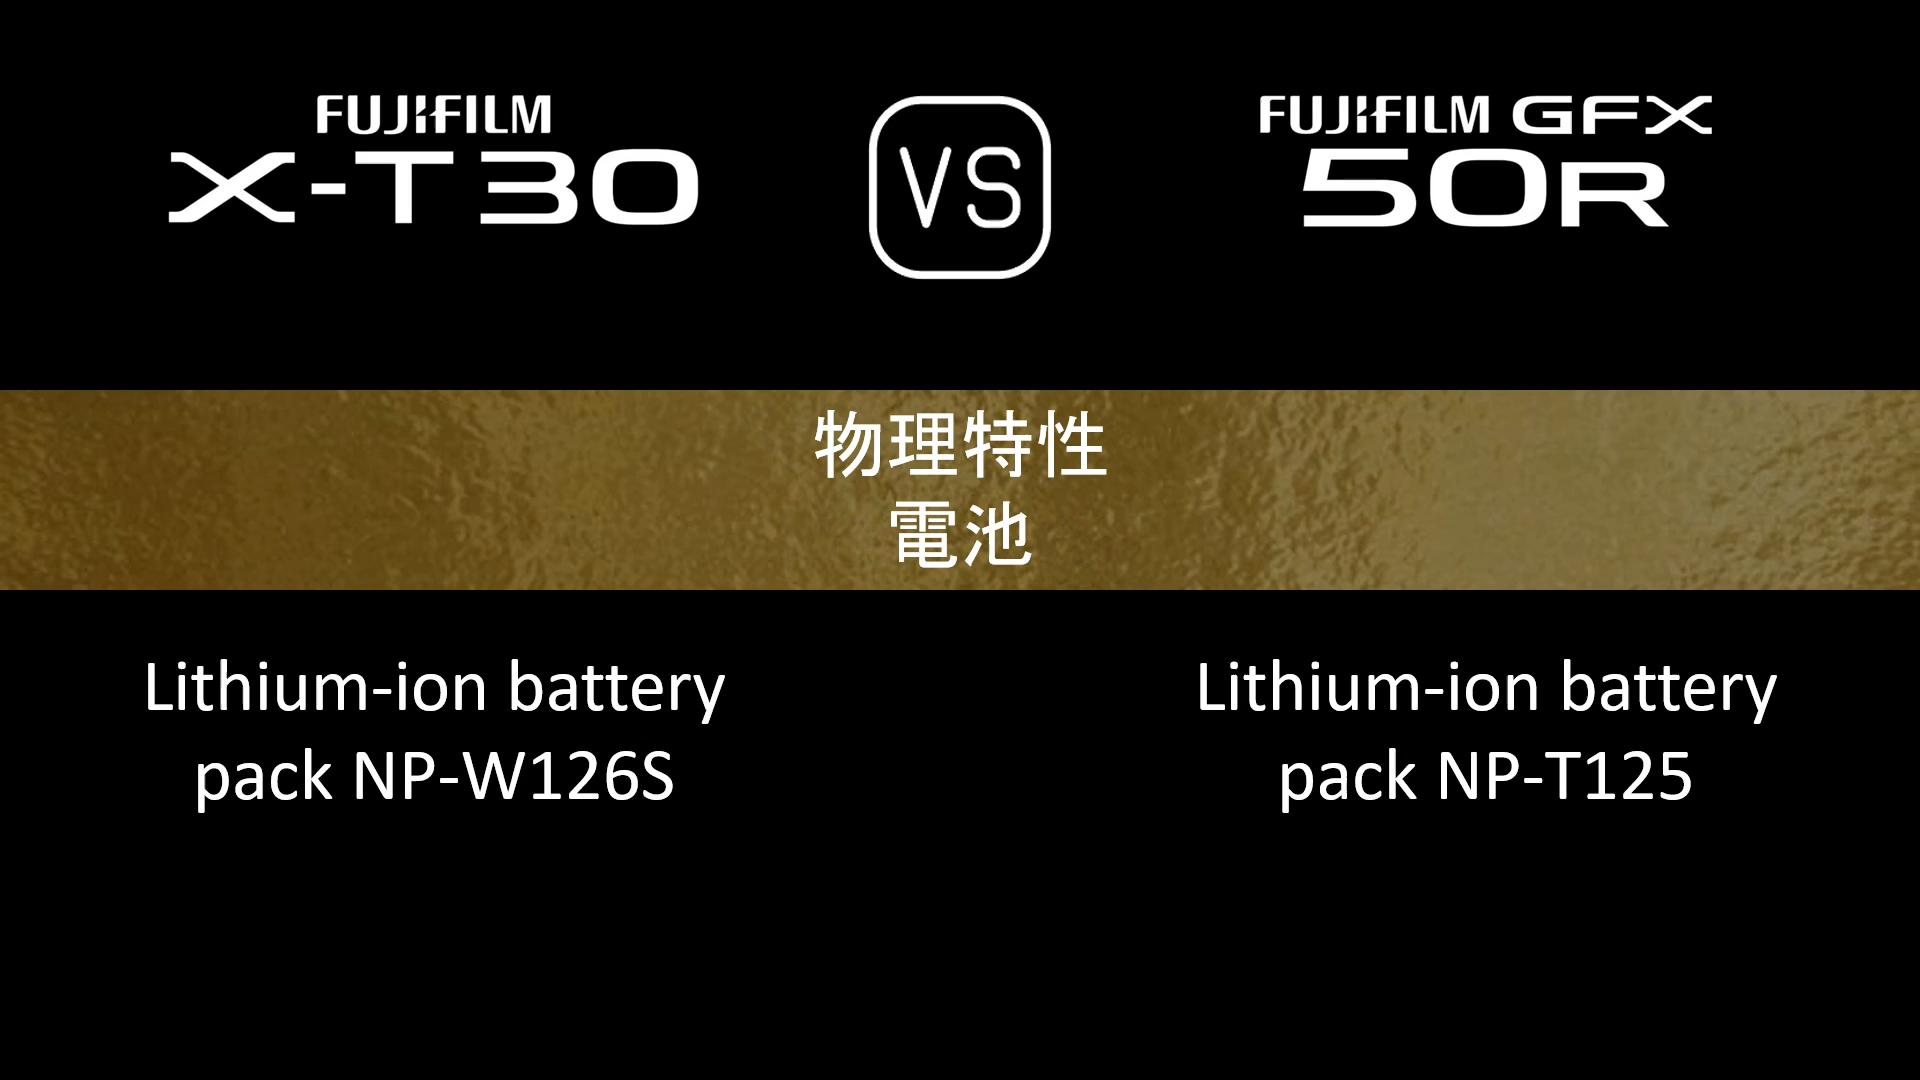 FUJIFILM
X-T30
VS
FUJIFILM GFX
50R
物理特性
電池
Lithium-ion battery
pack NP-W126S
Lithium-ion battery
pack NP-T125